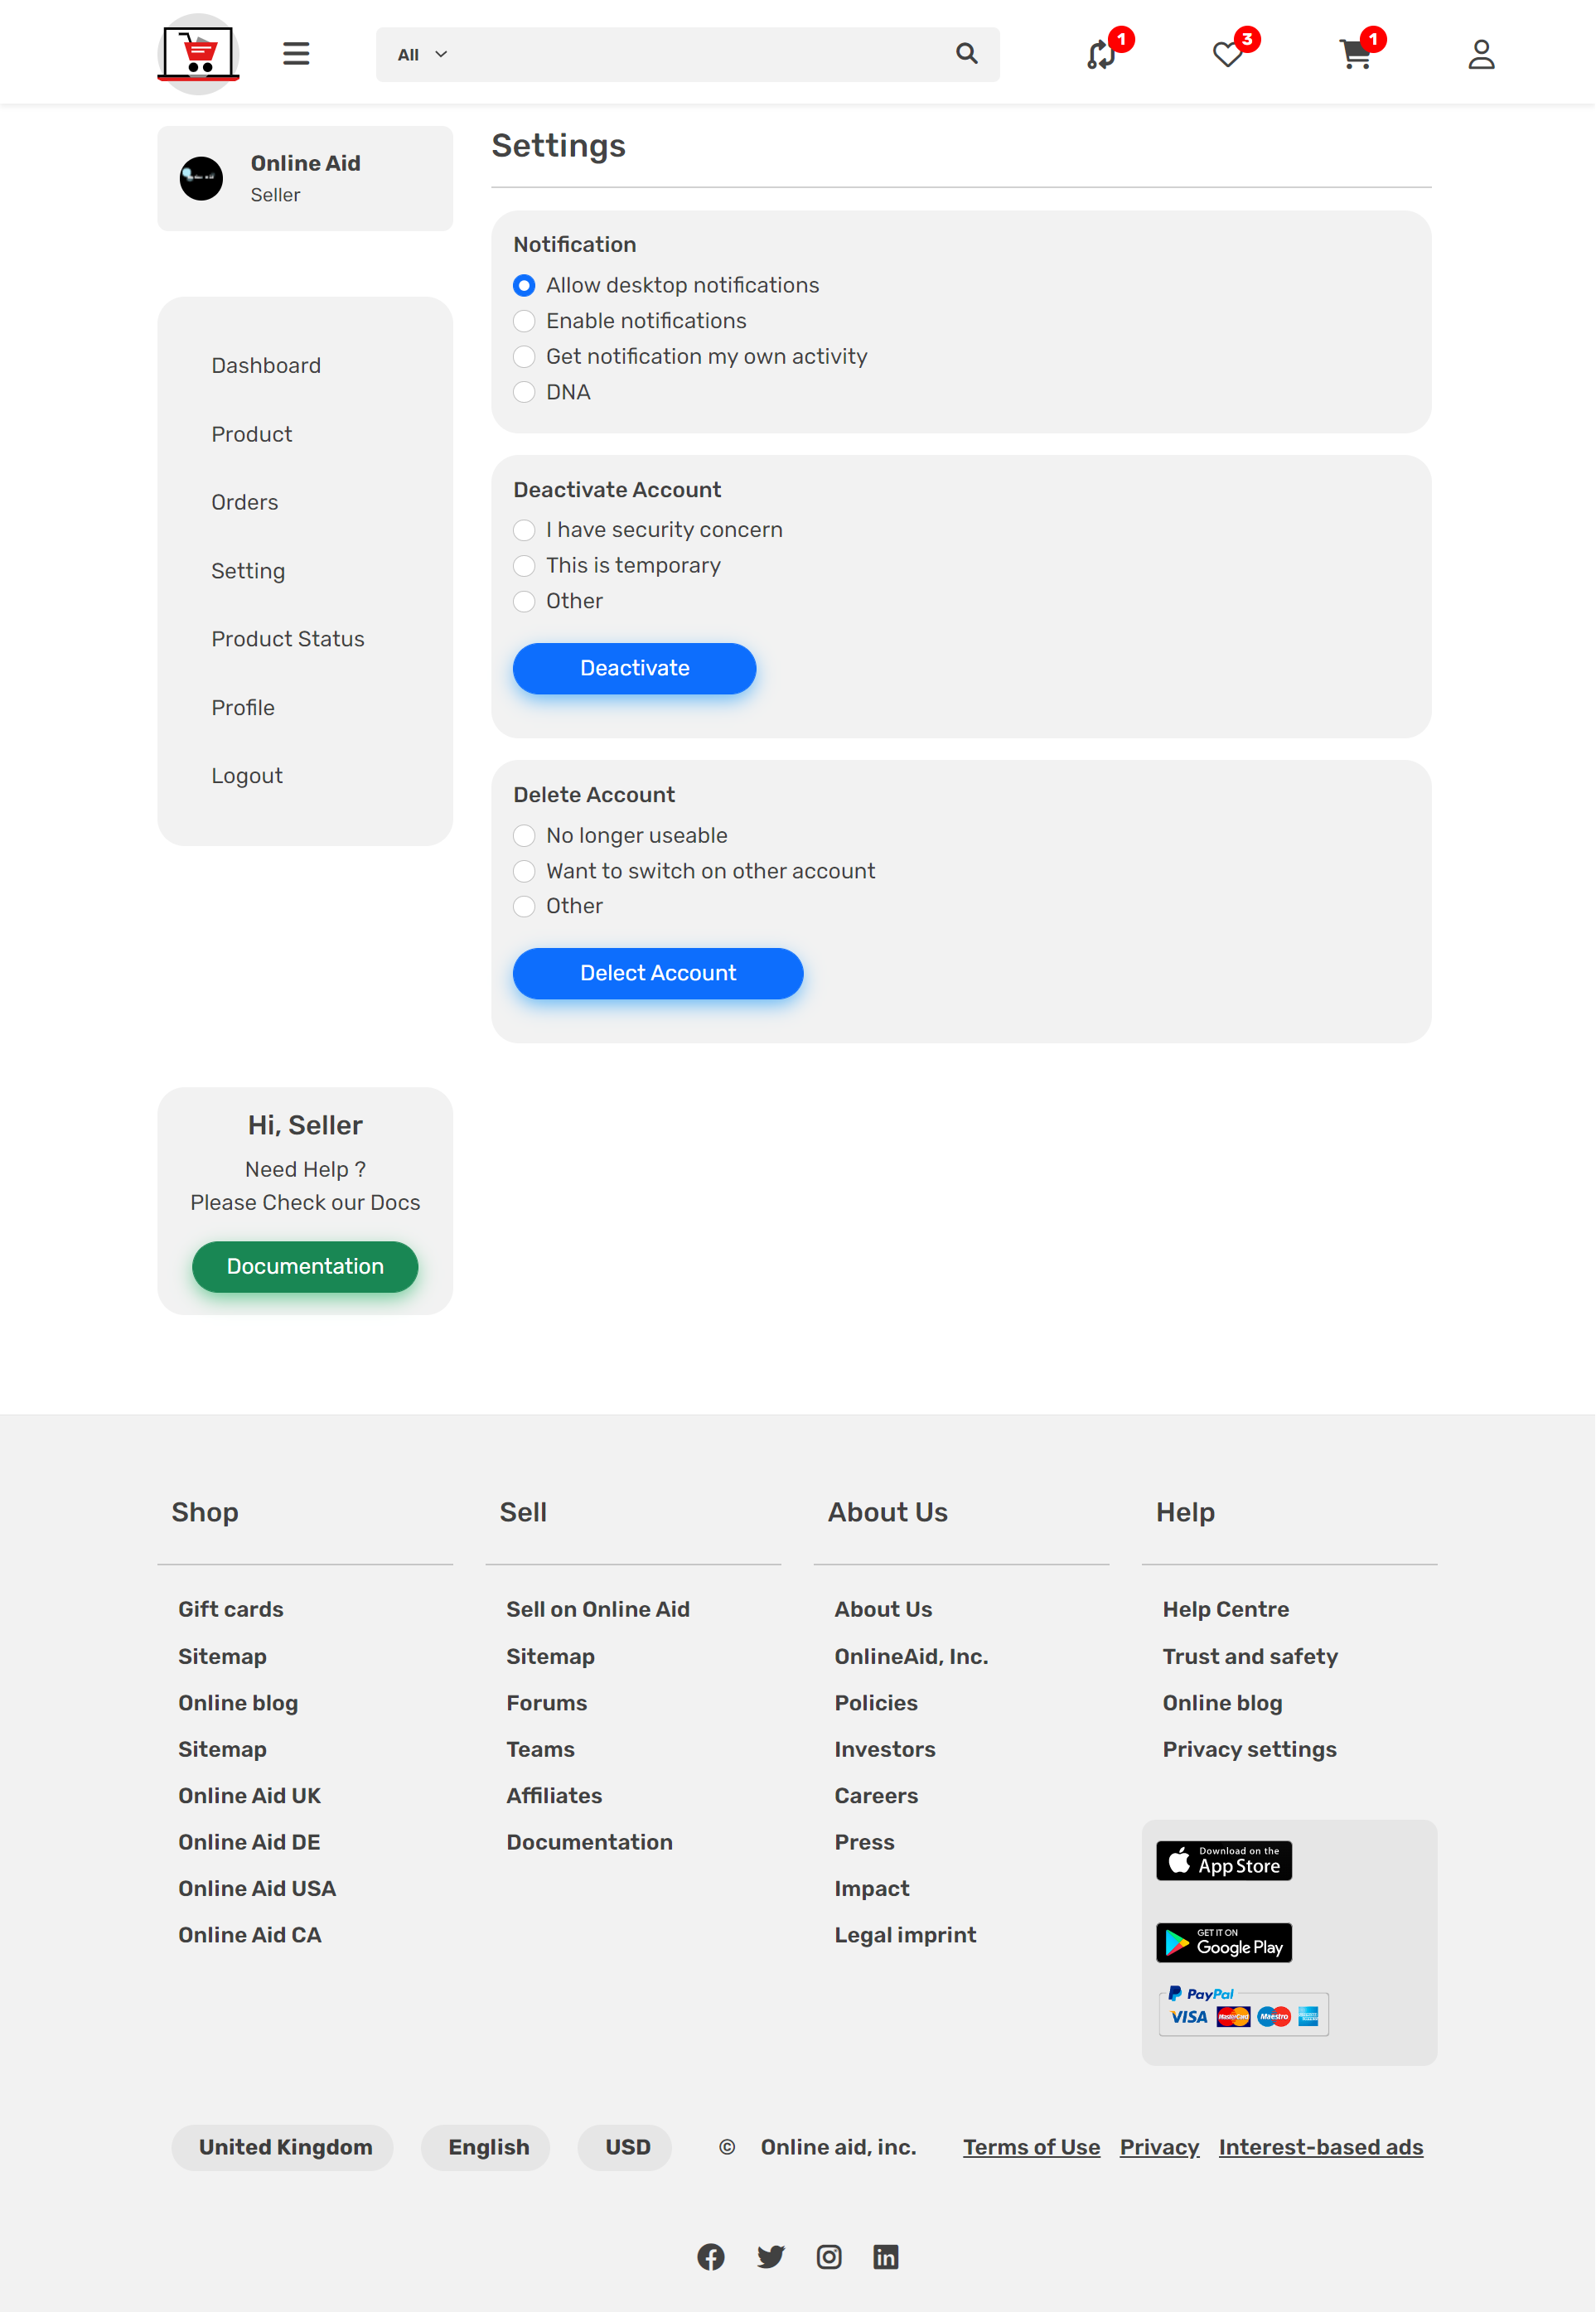 All
1
3
1
Online Aid
Seller
Dashboard
Product
Orders
Setting
Product Status
Profile
Logout
Settings
Notification
Allow desktop notifications
Enable notifications
Get notification my own activity
DNA
Deactivate Account
I have security concern
This is temporary
Other
Deactivate
Delete Account
No longer useable
Want to switch on other account
Other
Delect Account
Hi, Seller
Need Help ?
Please Check our Docs
Documentation
Shop
Gift cards
Sitemap
Online blog
Sitemap
Online Aid UK
Online Aid DE
Online Aid USA
Online Aid CA
Sell
Sell on Online Aid
Sitemap
Forums
Teams
Affiliates
Documentation
About Us
About Us
OnlineAid, Inc.
Policies
Investors
Careers
Press
Impact
Legal imprint
Help
Help Centre
Trust and safety
Online blog
Privacy settings
Download on the
App Store
GET IT ON
Google Play
PayPal
VISA MasterCard Maestro
United Kingdom English USD © Online aid, inc. Terms of Use Privacy Interest-based ads